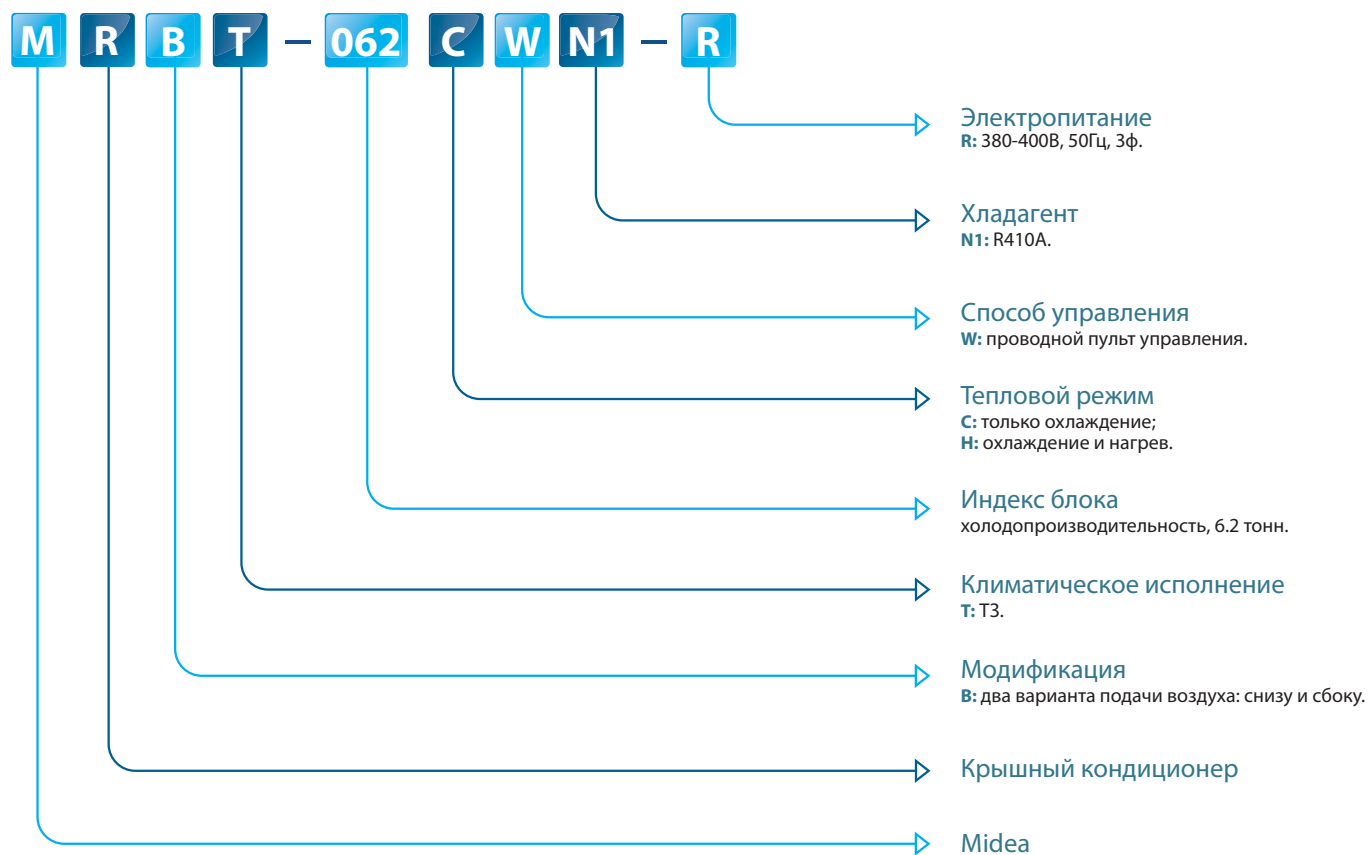 M R B T – 062 C W N1 – R
Электропитание
R: 380-400В, 50Гц, 3ф.
Хладагент
N1: R410A.
Способ управления
W: проводной пульт управления.
Тепловой режим
C: только охлаждение;
H: охлаждение и нагрев.
Индекс блока
холодопроизводительность, 6.2 тонн.
Климатическое исполнение
T: T3.
Модификация
B: два варианта подачи воздуха: снизу и сбоку.
Крышный кондиционер
Midea